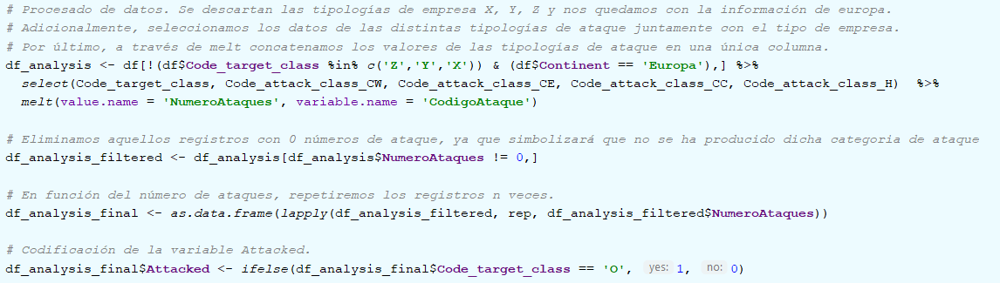 # Procesado de datos. Se descartan las tipologías de empresa X, Y, Z y nos quedamos con la información de europa.
# Adicionalmente, seleccionamos los datos de las distintas tipologías de ataque juntamente con el tipo de empresa.
# Por último, a través de melt concatenamos los valores de las tipologías de ataque en una única columna.
df_analysis <- df[!(df$Code_target_class %in% c('Z','Y','X')) & (df$Continent == 'Europa'),] %>%
  select(Code_target_class, Code_attack_class_CW, Code_attack_class_CE, Code_attack_class_CC, Code_attack_class_H)  %>%
  melt(value.name = 'NumeroAtaques', variable.name = 'CodigoAtaque')
# Eliminamos aquellos registros con 0 números de ataque, ya que simbolizará que no se ha producido dicha categoria de ataque
df_analysis_filtered <- df_analysis[df_analysis$NumeroAtaques != 0,]
# En función del número de ataques, repetiremos los registros n veces.
df_analysis_final <- as.data.frame(lapply(df_analysis_filtered, rep, df_analysis_filtered$NumeroAtaques))
# Codificación de la variable Attacked.
df_analysis_final$Attacked <- ifelse(df_analysis_final$Code_target_class == 'O', yes: 1, no: 0)